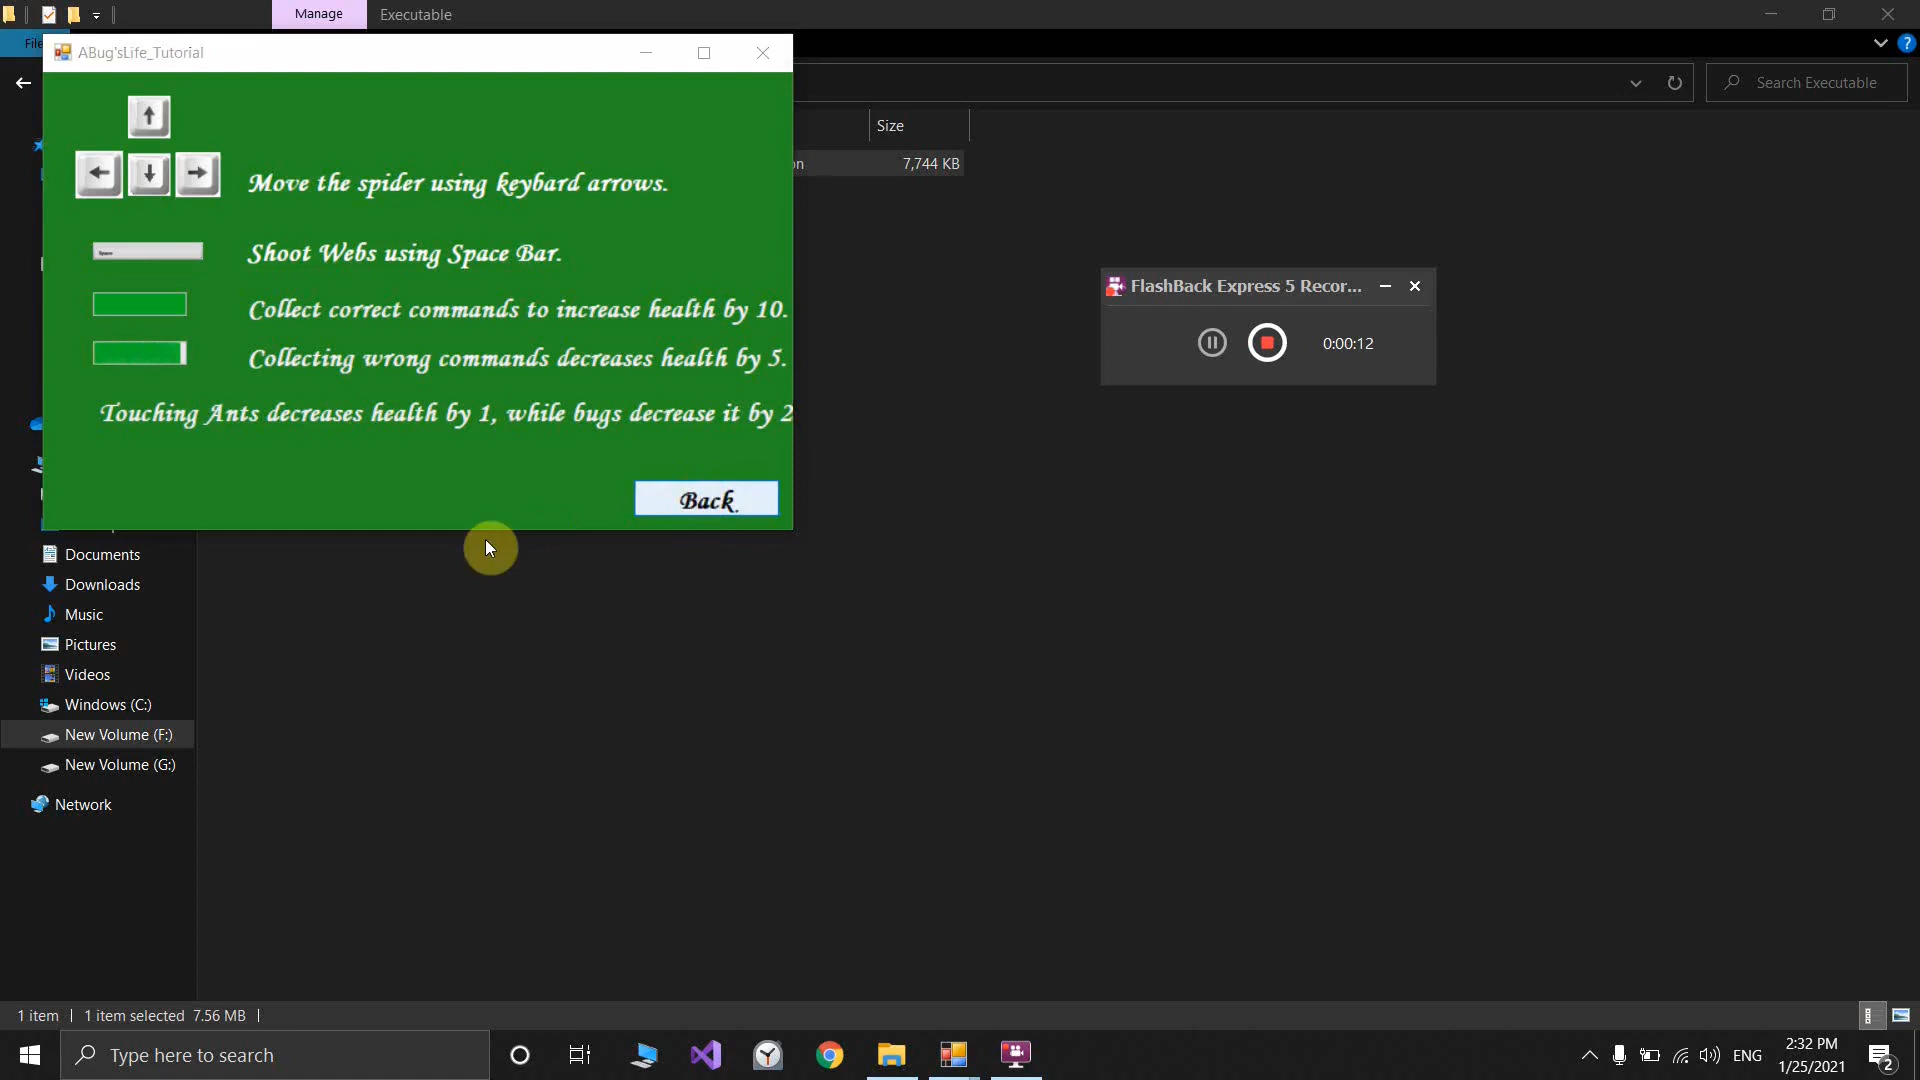 Manage
Executable
File
ABug'sLife_Tutorial
Search Executable
Size
on
7,744 KB
Move the spider using keybard arrows.
Space
Shoot Webs using Space Bar.
Collect correct commands to increase health by 10.
Collecting wrong commands decreases health by 5.
Touching Ants decreases health by 1, while bugs decrease it by 2
Back
FlashBack Express 5 Recor...
0:00:12
Documents
Downloads
Music
Pictures
Videos
Windows (C:)
New Volume (F:)
New Volume (G:)
Network
1 item
1 item selected 7.56 MB
Type here to search
ENG
2:32 PM
1/25/2021
2